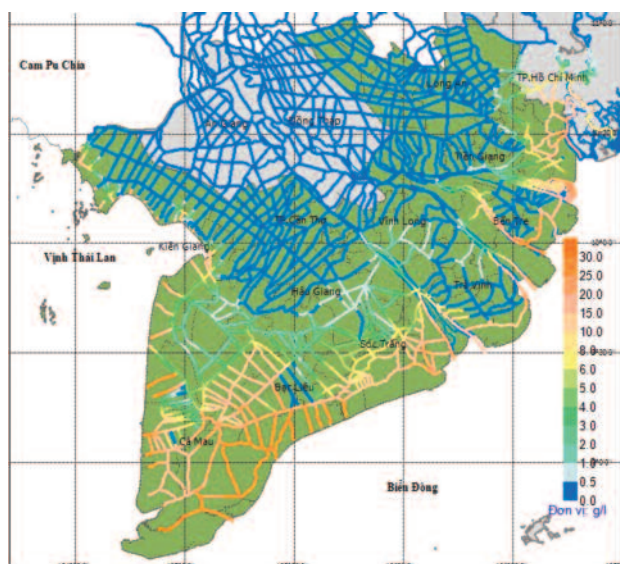 Cam Pu Chia
TP.Hồ Chí Minh
Long An
An Giang
Đồng Tháp
Tiền Giang
Bến Tre
TP.Cần Thơ
Vĩnh Long
Kiên Giang
Vịnh Thái Lan
Hậu Giang
Trà Vinh
Sóc Trăng
Bạc Liêu
Cà Mau
Biển Đông
30.0
25.0
20.0
15.0
10.0
8.0
6.0
5.0
4.0
3.0
2.0
1.0
0.5
0.0
Đơn vị: g/l